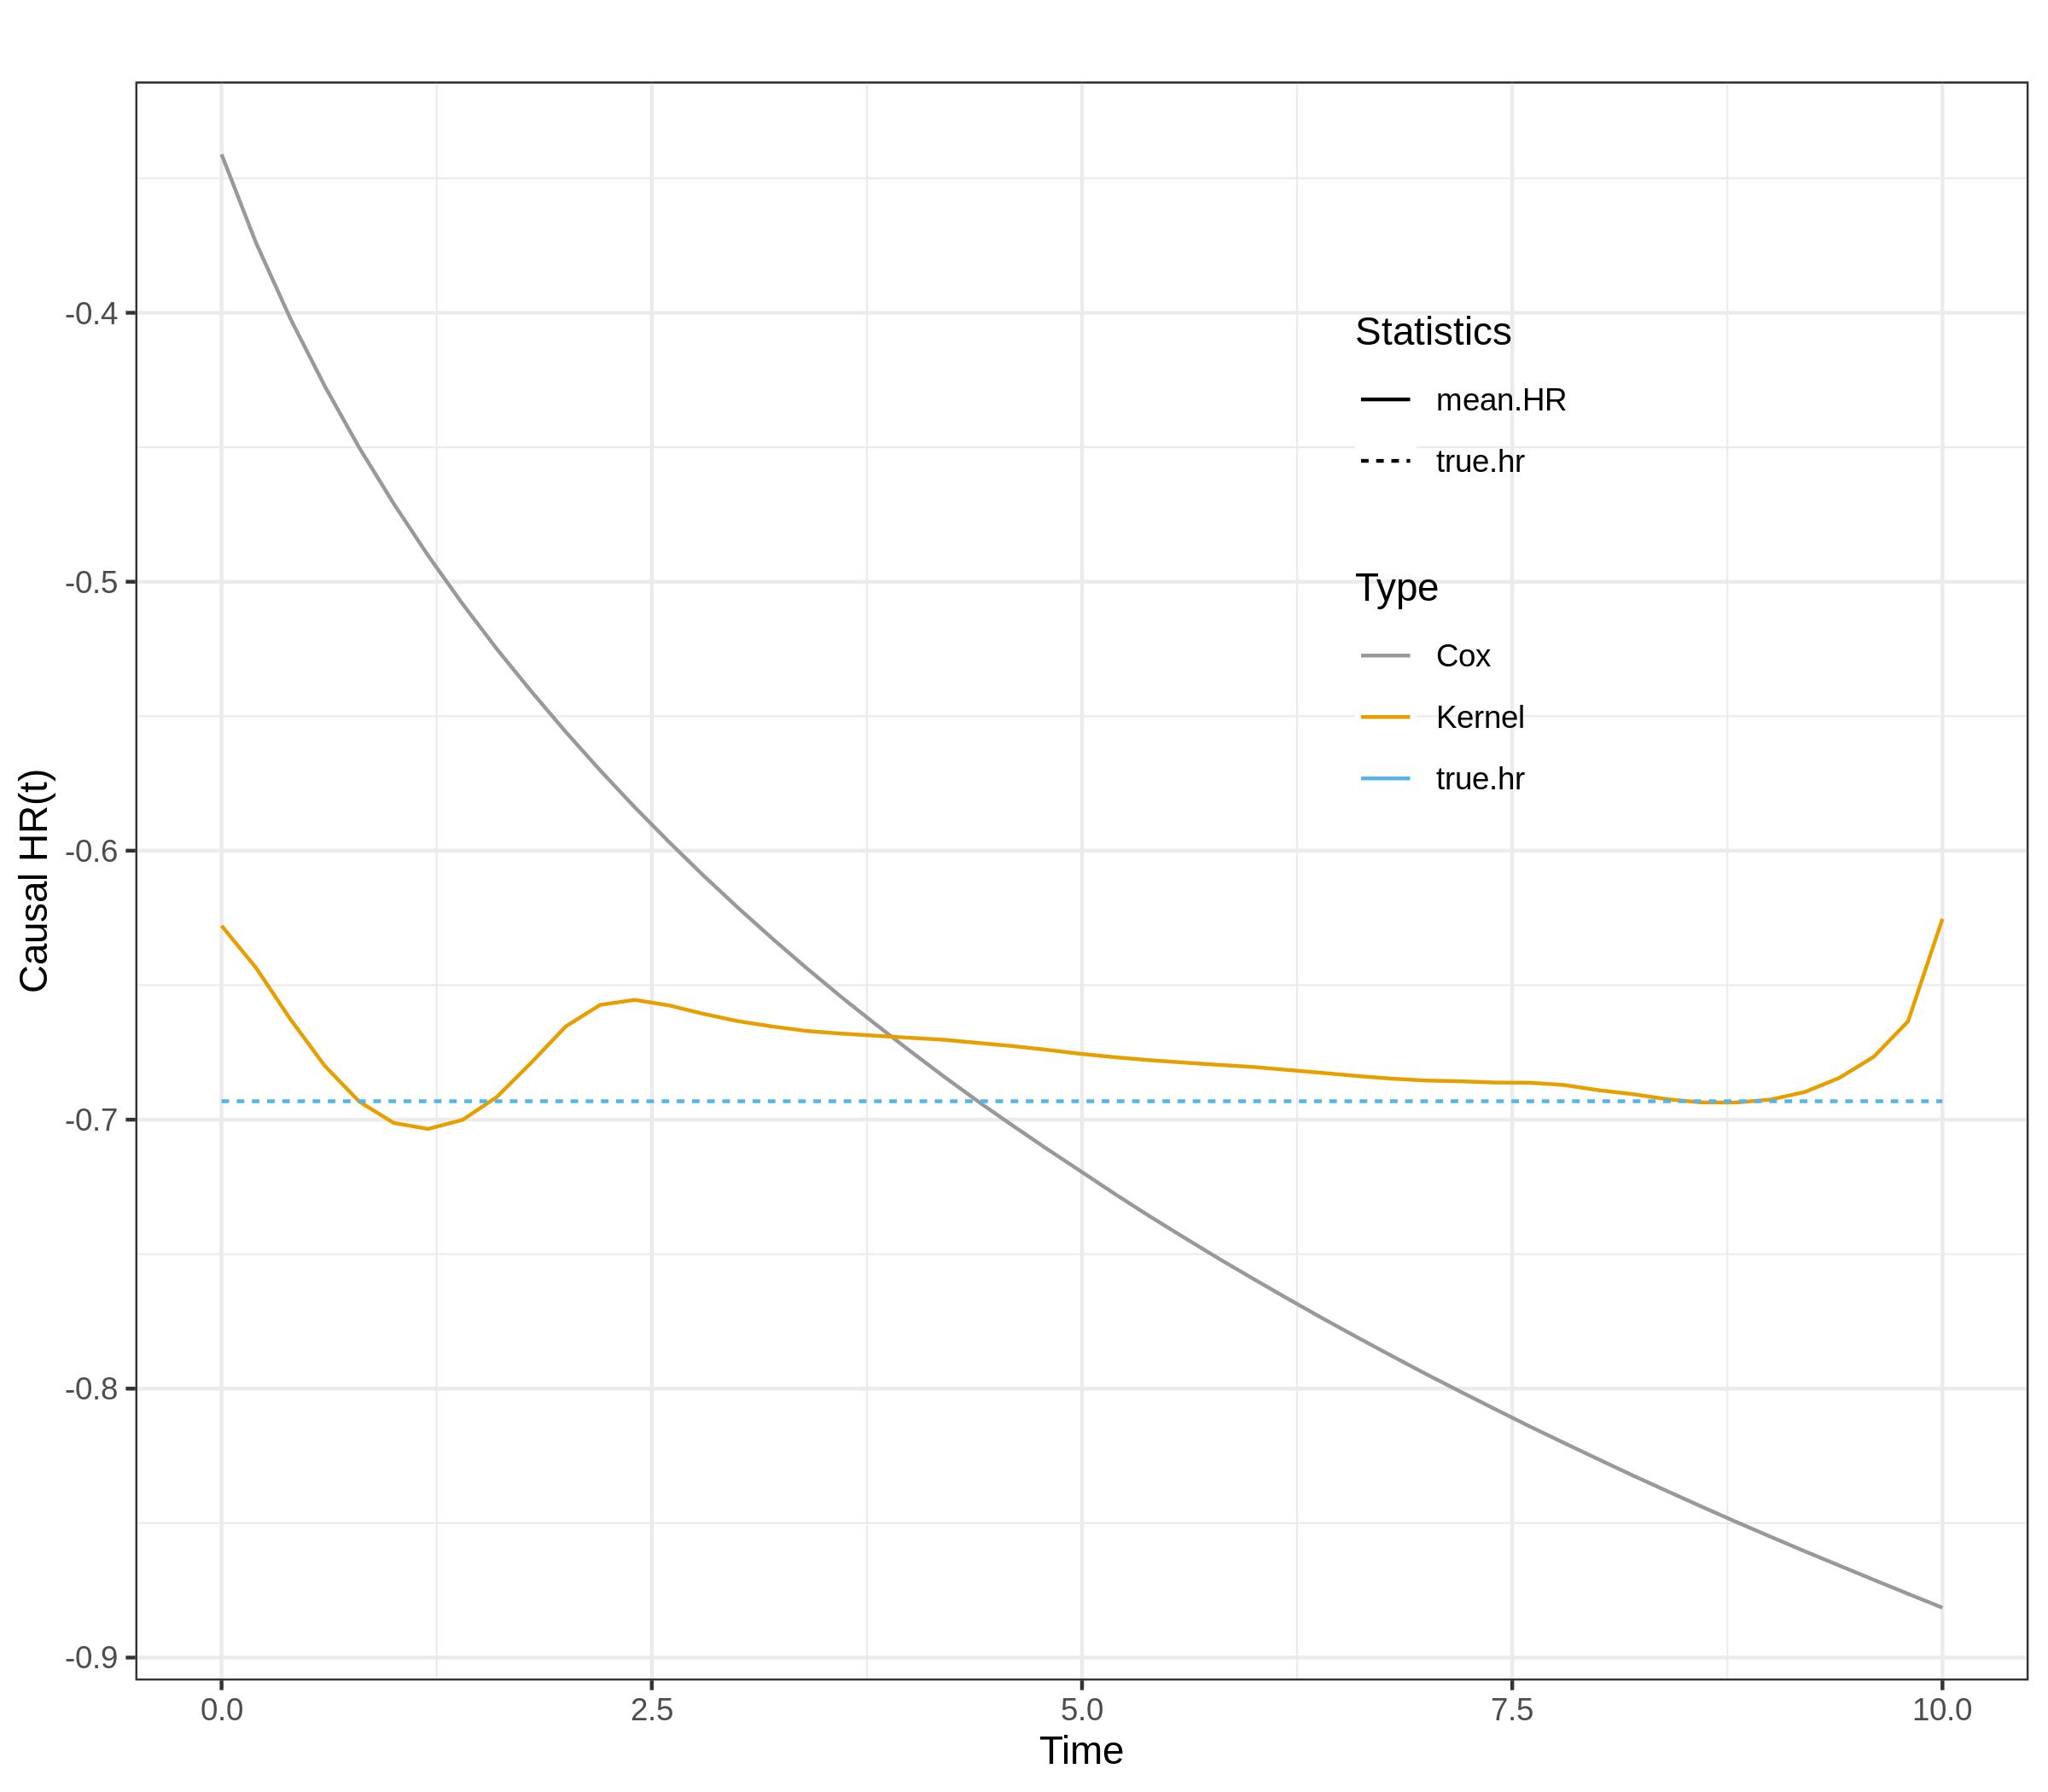 Causal HR(t)
-0.4
-0.5
-0.6
-0.7
-0.8
-0.9
Statistics
mean.HR
true.hr
Type
Cox
Kernel
true.hr
0.0 2.5 5.0 7.5 10.0
Time